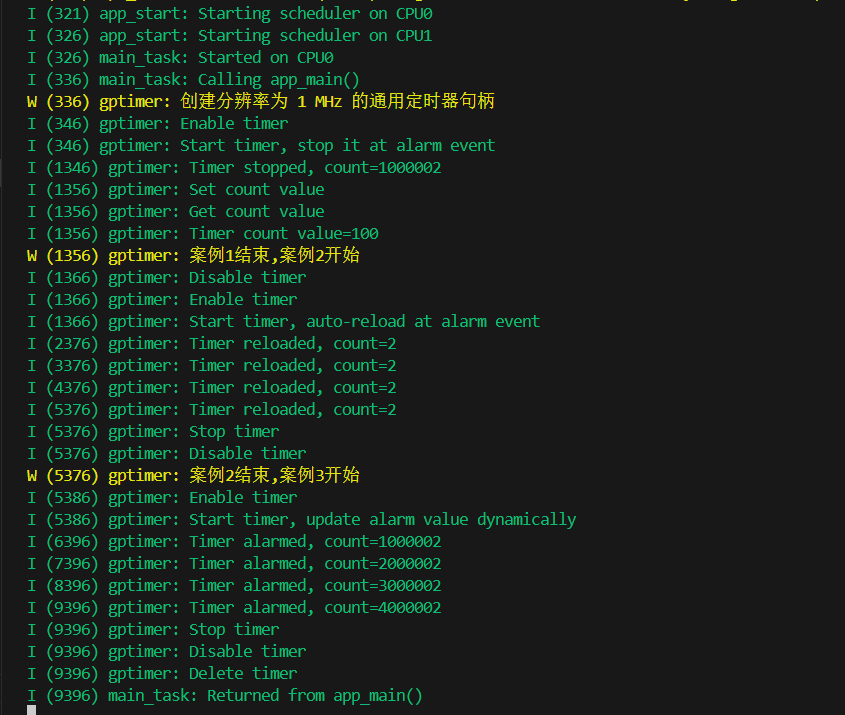 I (321) app_start: Starting scheduler on CPU0
I (326) app_start: Starting scheduler on CPU1
I (326) main_task: Started on CPU0
I (336) main_task: Calling app_main()
W (336) gptimer: 创建分辨率为 1 MHz 的通用定时器句柄
I (346) gptimer: Enable timer
I (346) gptimer: Start timer, stop it at alarm event
I (1346) gptimer: Timer stopped, count=1000002
I (1356) gptimer: Set count value
I (1356) gptimer: Get count value
I (1356) gptimer: Timer count value=100
W (1356) gptimer: 案例1结束,案例2开始
I (1366) gptimer: Disable timer
I (1366) gptimer: Enable timer
I (1366) gptimer: Start timer, auto-reload at alarm event
I (2376) gptimer: Timer reloaded, count=2
I (3376) gptimer: Timer reloaded, count=2
I (4376) gptimer: Timer reloaded, count=2
I (5376) gptimer: Timer reloaded, count=2
I (5376) gptimer: Stop timer
I (5376) gptimer: Disable timer
W (5376) gptimer: 案例2结束,案例3开始
I (5386) gptimer: Enable timer
I (5386) gptimer: Start timer, update alarm value dynamically
I (6396) gptimer: Timer alarmed, count=1000002
I (7396) gptimer: Timer alarmed, count=2000002
I (8396) gptimer: Timer alarmed, count=3000002
I (9396) gptimer: Timer alarmed, count=4000002
I (9396) gptimer: Stop timer
I (9396) gptimer: Disable timer
I (9396) gptimer: Delete timer
I (9396) main_task: Returned from app_main()